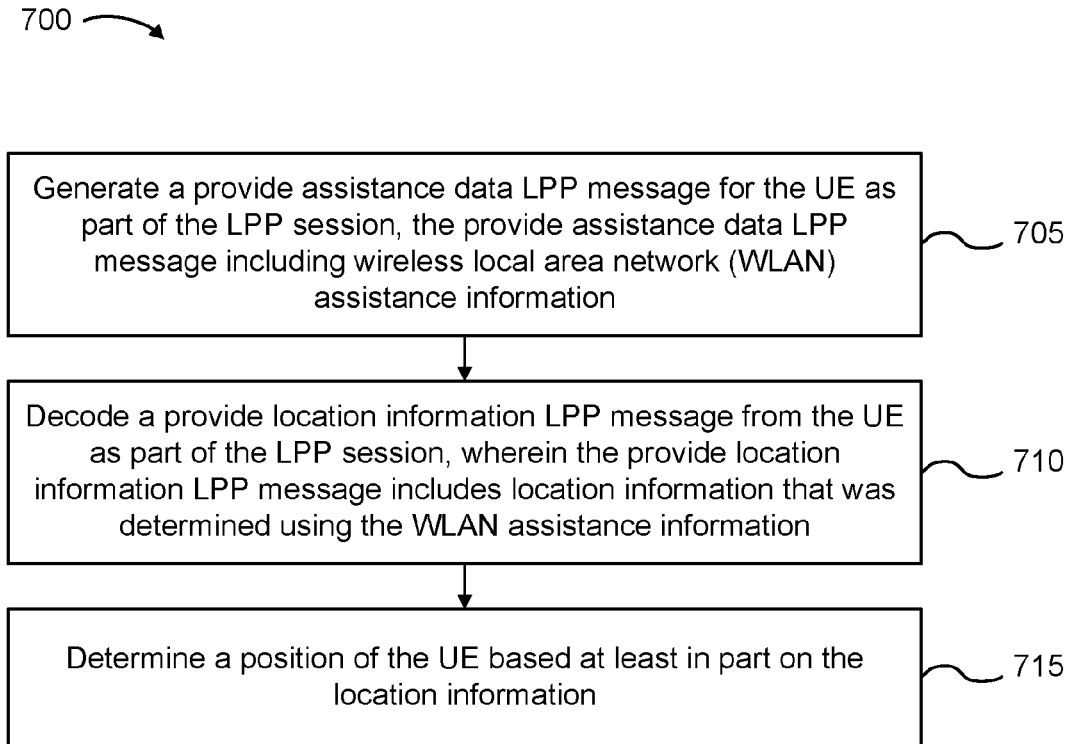 700
Generate a provide assistance data LPP message for the UE as
part of the LPP session, the provide assistance data LPP
message including wireless local area network (WLAN)
assistance information
705
Decode a provide location information LPP message from the UE
as part of the LPP session, wherein the provide location
information LPP message includes location information that was
determined using the WLAN assistance information
710
Determine a position of the UE based at least in part on the
location information
715